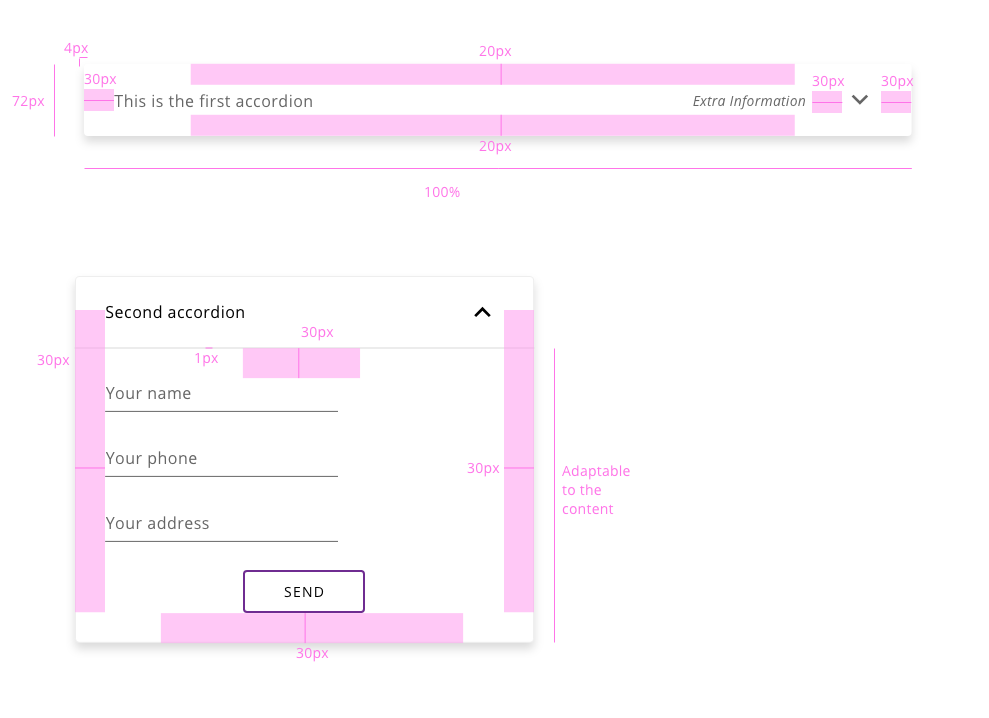 4px
20px
30px
30px
30px
72px
This is the first accordion
Extra Information
20px
100%
Second accordion
30px
1px
30px
Your name
Your phone
30px
Adaptable
to the
content
Your address
SEND
30px